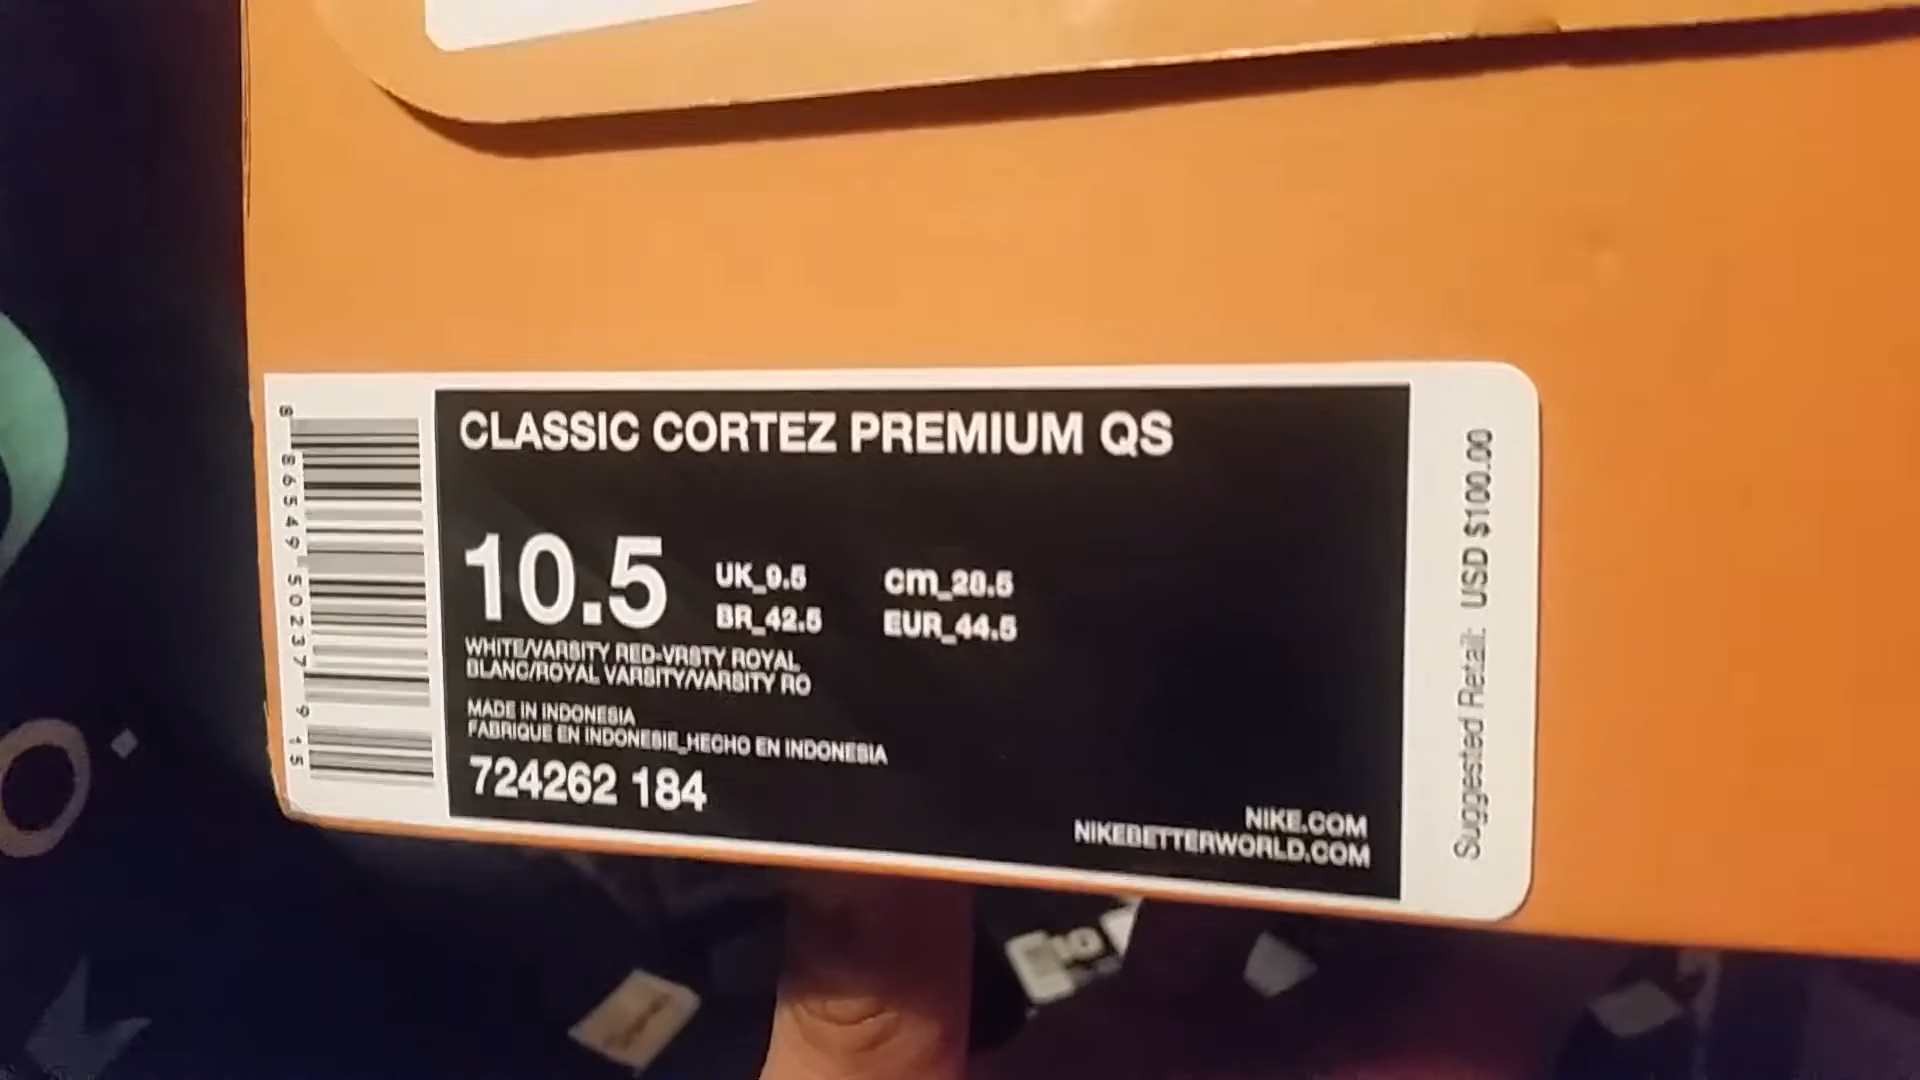 CLASSIC CORTEZ PREMIUM QS
10.5
UK_9.5
cm_28.5
BR_42.5
EUR_44.5
WHITE/VARSITY RED-VRSTY ROYAL
BLANC/ROYAL VARSITY/VARSITY RO
MADE IN INDONESIA
FABRIQUE EN INDONESIE_HECHO EN INDONESIA
724262 184
NIKE.COM
NIKEBETTERWORLD.COM
Suggested Retail: USD $100.00
8 86549 50237 9 15